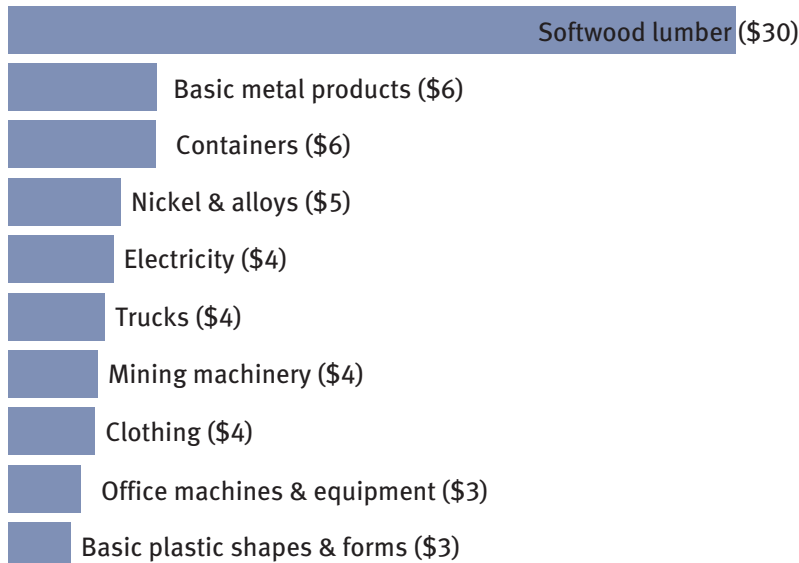 Softwood lumber ($30)
Basic metal products ($6)
Containers ($6)
Nickel & alloys ($5)
Electricity ($4)
Trucks ($4)
Mining machinery ($4)
Clothing ($4)
Office machines & equipment ($3)
Basic plastic shapes & forms ($3)